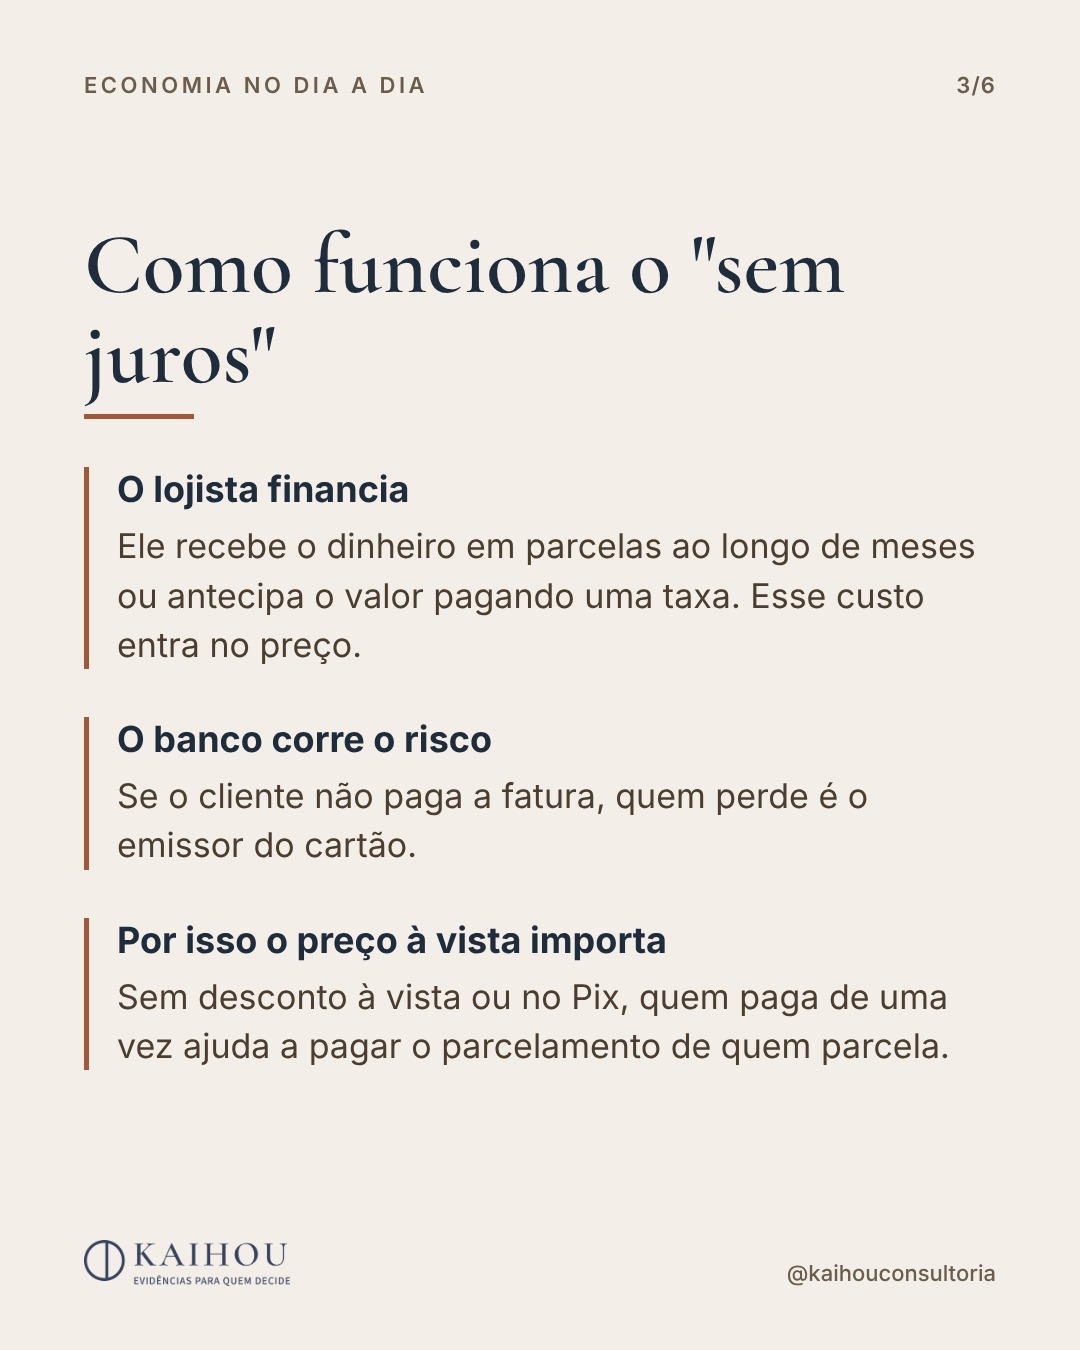 ECONOMIA NO DIA A DIA
3/6
Como funciona o "sem
juros"
O lojista financia
Ele recebe o dinheiro em parcelas ao longo de meses
ou antecipa o valor pagando uma taxa. Esse custo
entra no preço.
O banco corre o risco
Se o cliente não paga a fatura, quem perde é o
emissor do cartão.
Por isso o preço à vista importa
Sem desconto à vista ou no Pix, quem paga de uma
vez ajuda a pagar o parcelamento de quem parcela.
KAIHOU
EVIDÊNCIAS PARA QUEM DECIDE
@kaihouconsultoria